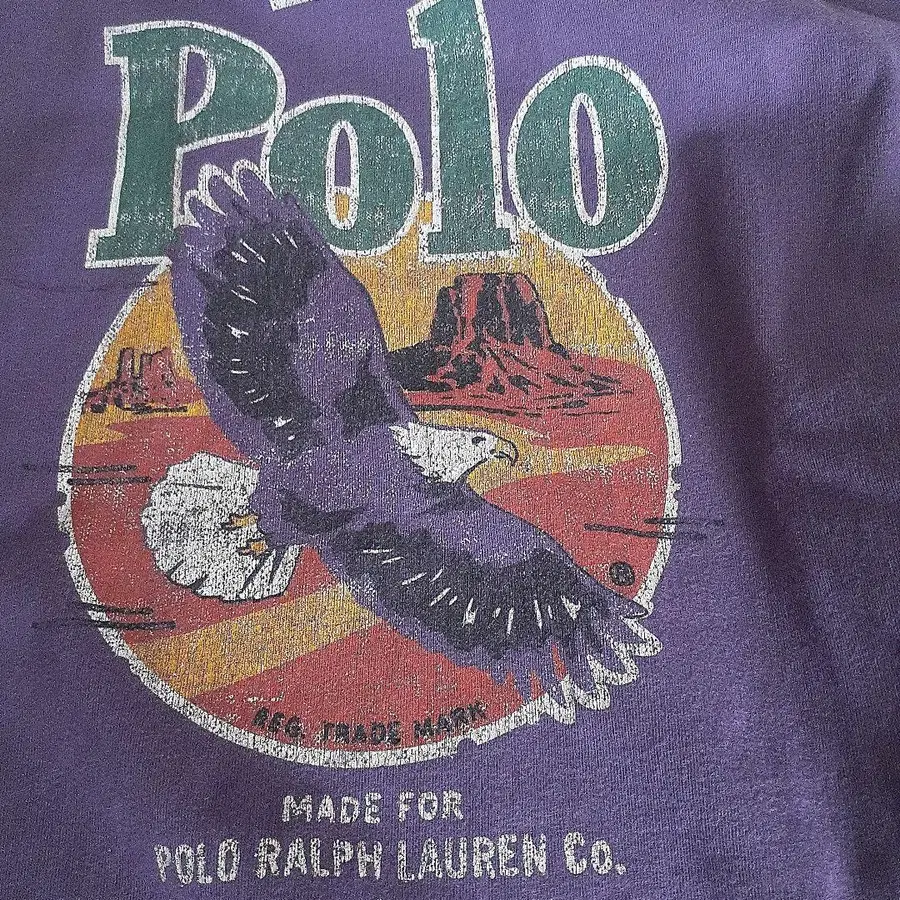 Polo
REG. TRADE MARK
MADE FOR
POLO RALPH LAUREN Co.